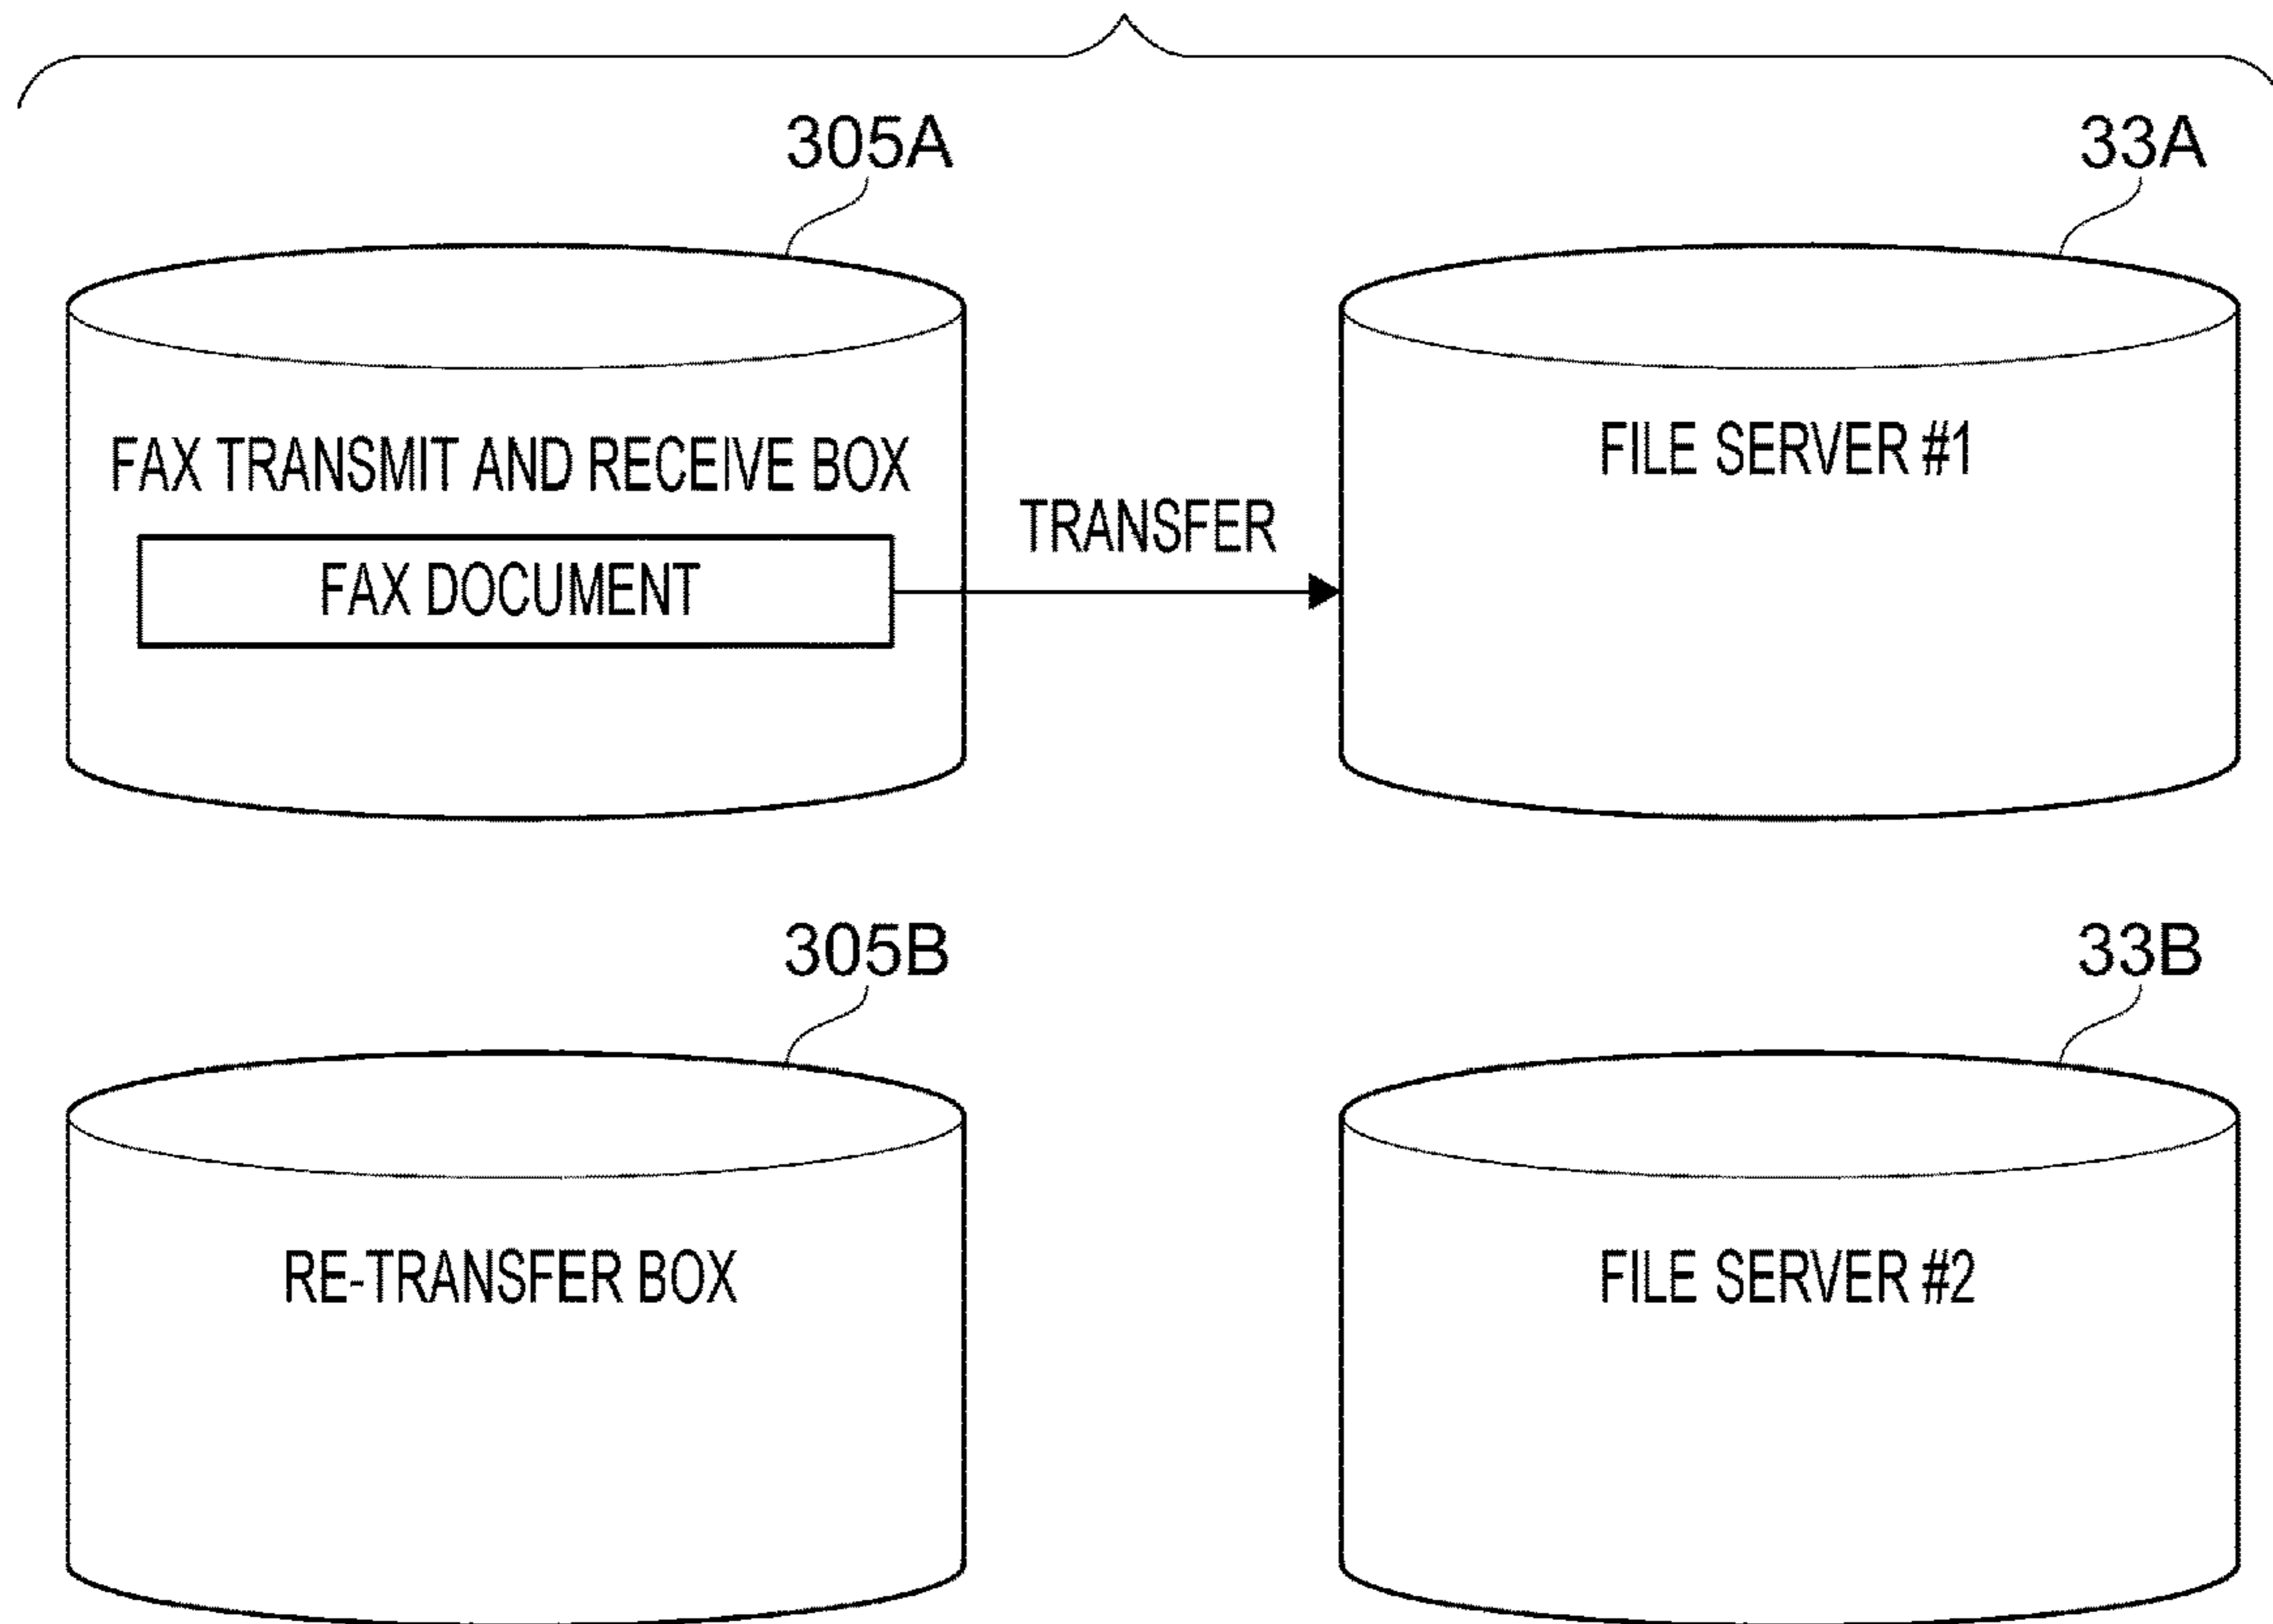 305A
33A
FAX TRANSMIT AND RECEIVE BOX
FILE SERVER #1
TRANSFER
FAX DOCUMENT
305B
33B
RE-TRANSFER BOX
FILE SERVER #2